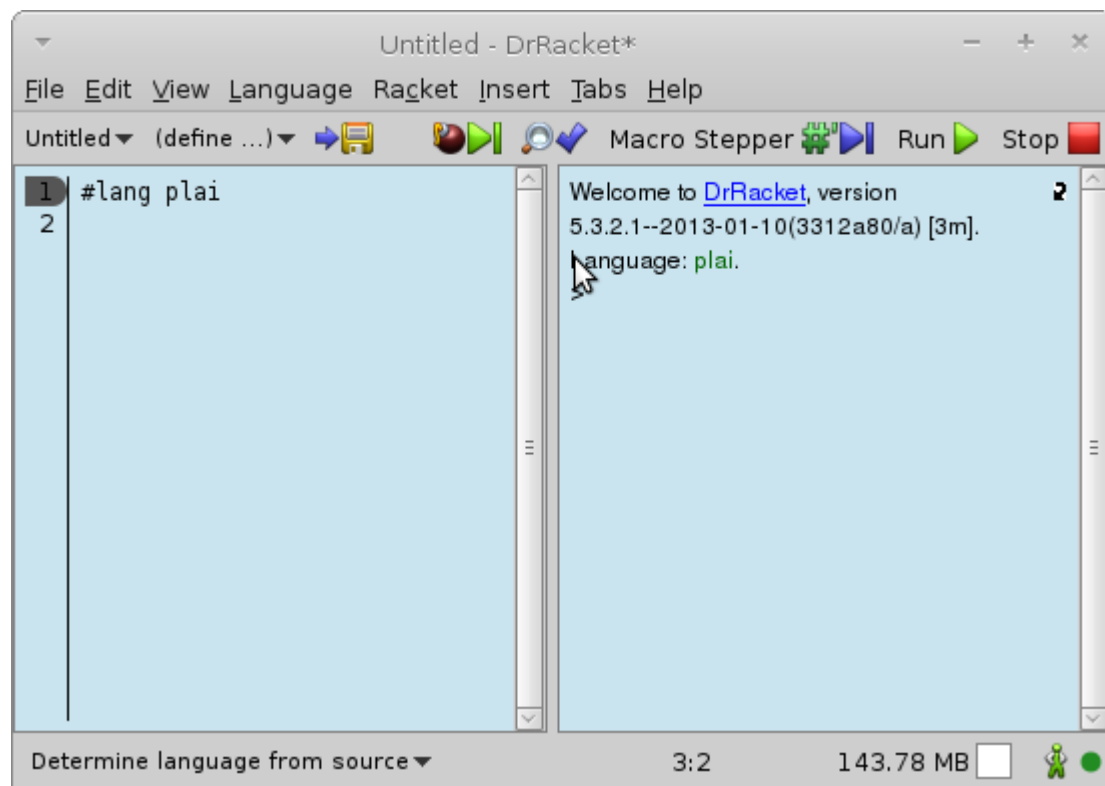 Untitled - DrRacket*
File Edit View Language Racket Insert Tabs Help
Untitled (define ...) Macro Stepper #' Run Stop
1 #lang plai
2
Welcome to DrRacket, version
5.3.2.1--2013-01-10(3312a80/a) [3m].
Language: plai.
>
Determine language from source 3:2 143.78 MB